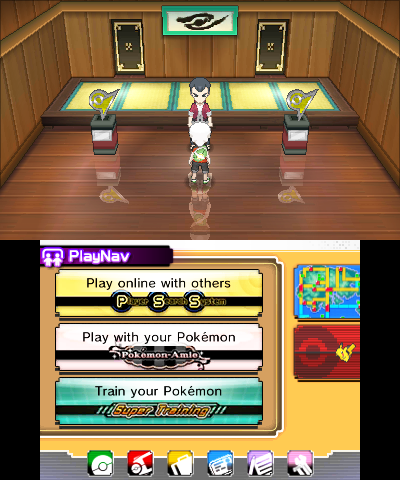 PlayNav
Play online with others
Player Search System
Play with your Pokémon
Pokémon-Amie
Train your Pokémon
Super Training